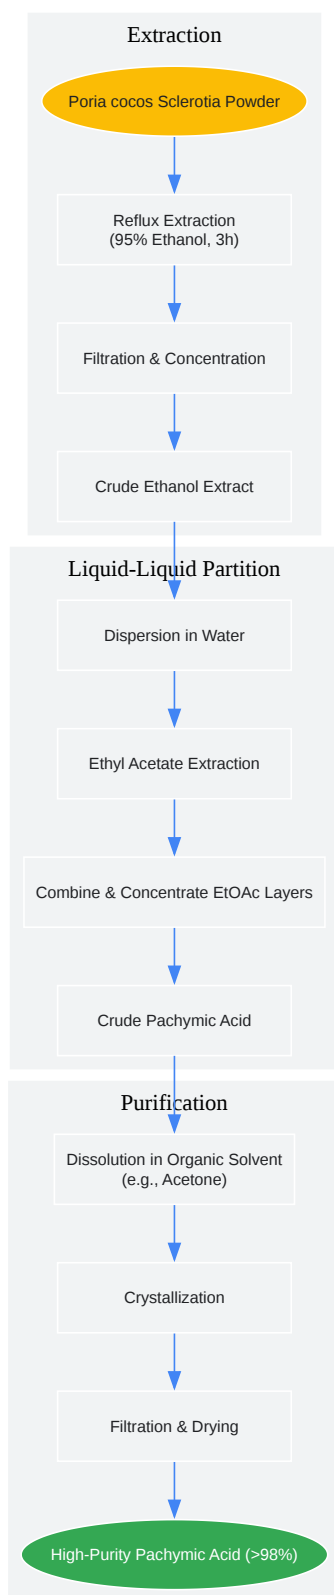 Extraction
Poria cocos Sclerotia Powder
Reflux Extraction
(95% Ethanol, 3h)
Filtration & Concentration
Crude Ethanol Extract
Liquid-Liquid Partition
Dispersion in Water
Ethyl Acetate Extraction
Combine & Concentrate EtOAc Layers
Crude Pachymic Acid
Purification
Dissolution in Organic Solvent
(e.g., Acetone)
Crystallization
Filtration & Drying
High-Purity Pachymic Acid (>98%)